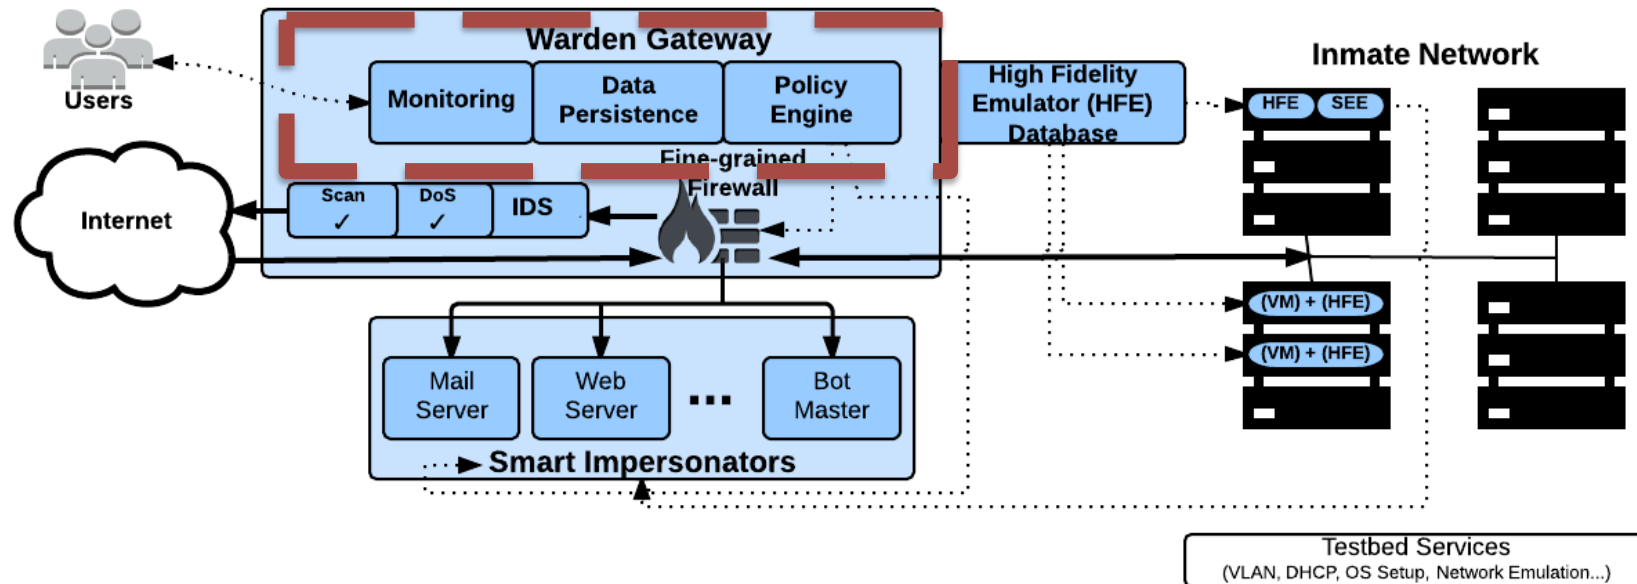 Warden Gateway
Users
Monitoring
Data
Persistence
Policy
Engine
High Fidelity
Emulator (HFE)
Database
Inmate Network
HFE
SEE
Fine-grained
Firewall
Internet
Scan
✓
DoS
✓
IDS
(VM) + (HFE)
(VM) + (HFE)
Mail
Server
Web
Server
...
Bot
Master
Smart Impersonators
Testbed Services
(VLAN, DHCP, OS Setup, Network Emulation...)